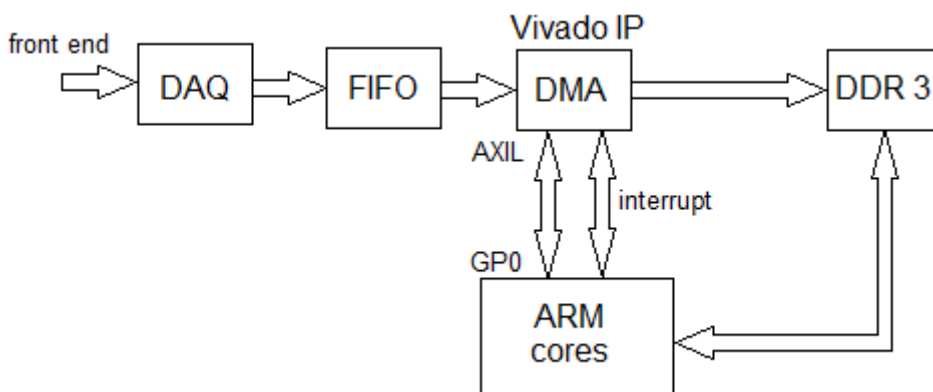 Vivado IP
front end
DAQ
FIFO
DMA
DDR 3
AXIL
interrupt
GP0
ARM
cores